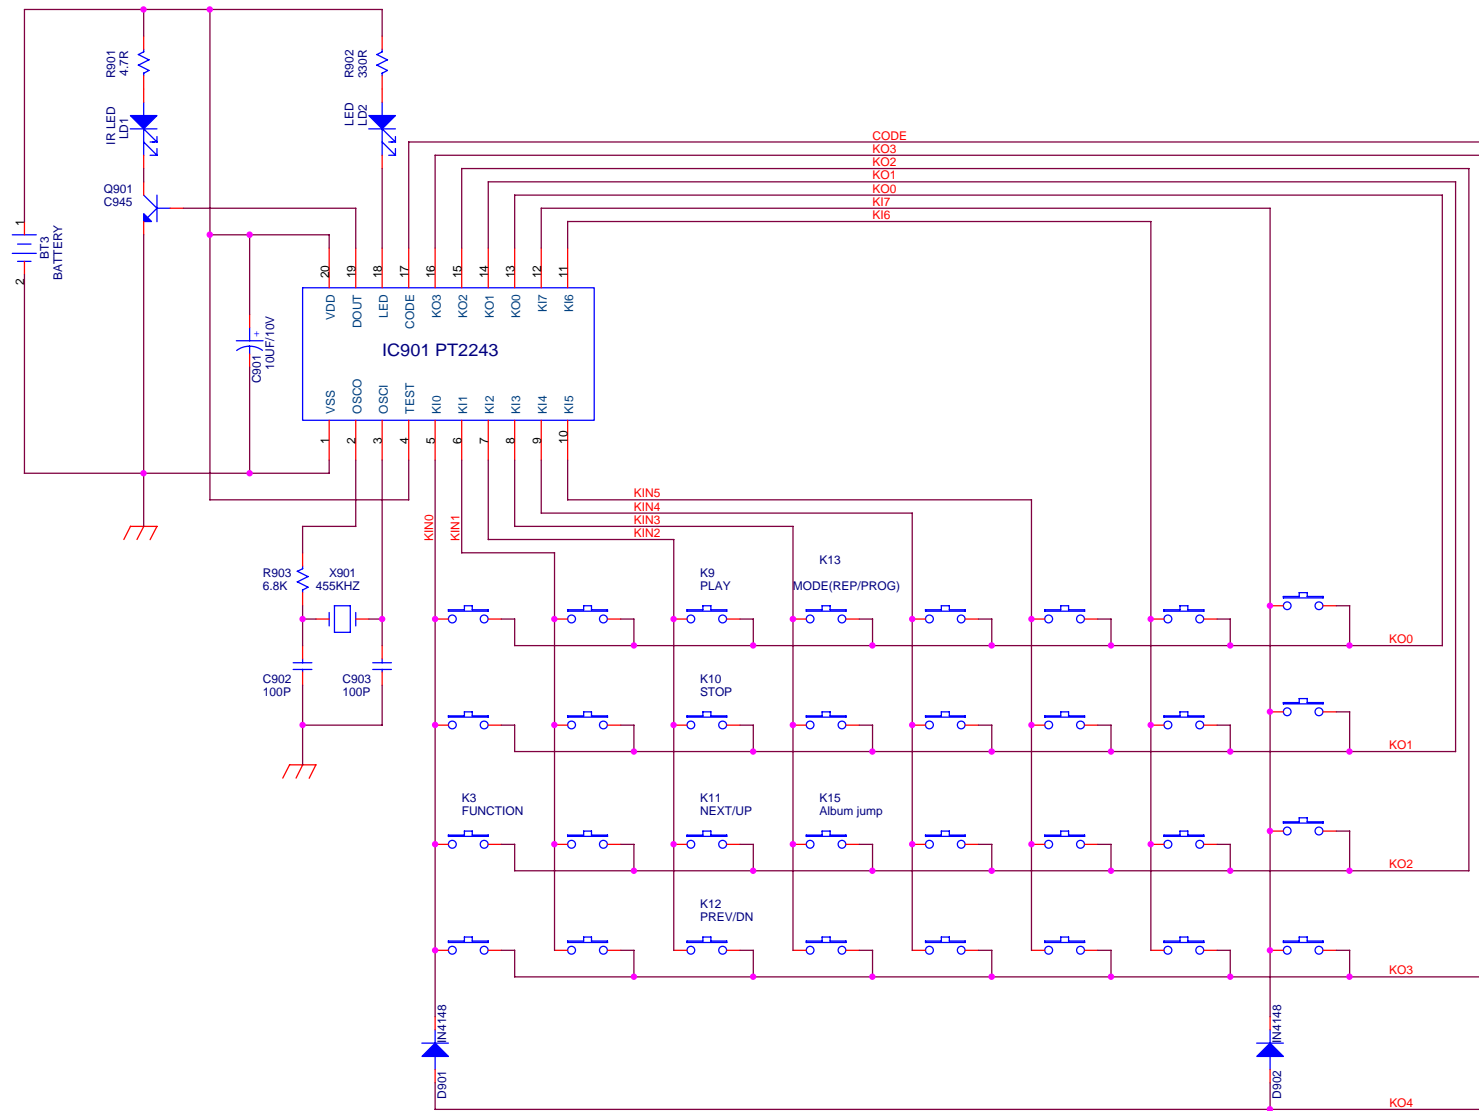 R901
4.7R
R902
330R
IR LED
LD1
LED
LD2
CODE
KO3
KO2
KO1
KO0
KI7
KI6
Q901
C945
1
BT3
BATTERY
2
20
19
18
17
16
15
14
13
12
11
VDD
DOUT
LED
CODE
KO3
KO2
KO1
KO0
KI7
KI6
C901
+
10UF/10V
IC901 PT2243
VSS
OSCO
OSCI
TEST
KI0
KI1
KI2
KI3
KI4
KI5
1
2
3
4
5
6
7
8
9
10
KIN5
KIN4
KIN3
KIN2
KIN0
KIN1
R903
6.8K
X901
455KHZ
K9
PLAY
K13
MODE(REP/PROG)
KO0
C902
100P
C903
100P
K10
STOP
KO1
K3
FUNCTION
K11
NEXT/UP
K15
Album jump
KO2
K12
PREV/DN
KO3
IN4148
D901
IN4148
D902
KO4